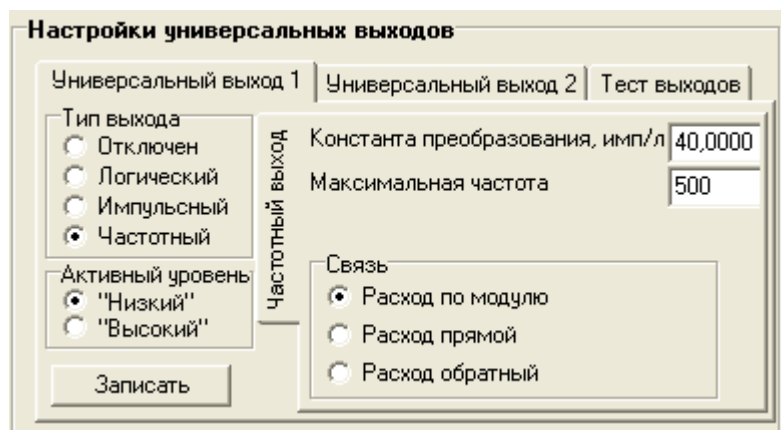 Настройки универсальных выходов
Универсальный выход 1 Универсальный выход 2 Тест выходов
Тип выхода
Отключен
Логический
Импульсный
Частотный
Активный уровень
"Низкий"
"Высокий"
Записать
Частотный выход
Константа преобразования, имп/л 40,0000
Максимальная частота 500
Связь
Расход по модулю
Расход прямой
Расход обратный